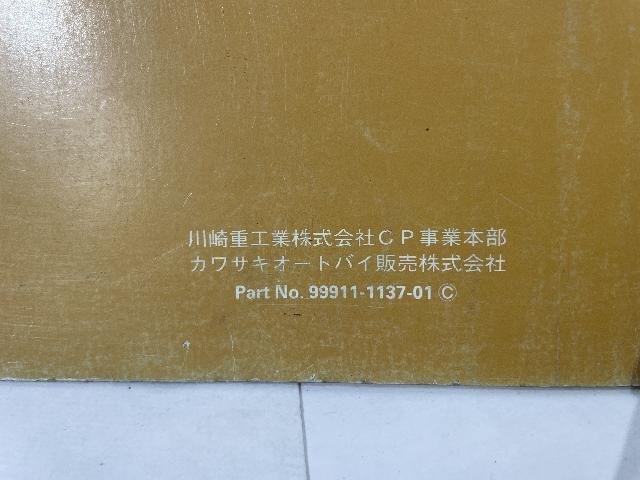 川崎重工業株式会社CP事業本部
カワサキオートバイ販売株式会社
Part No. 99911-1137-01 ©